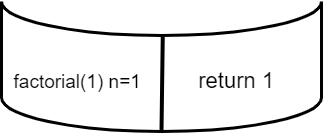 factorial(1) n=1 return 1